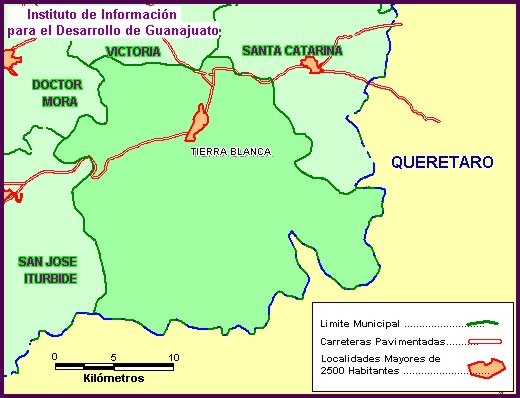 Instituto de Información
para el Desarrollo de Guanajuato
VICTORIA
SANTA CATARINA
DOCTOR
MORA
TIERRA BLANCA
QUERETARO
SAN JOSE
ITURBIDE
0 5 10
Kilómetros
Limite Municipal
Carreteras Pavimentadas
Localidades Mayores de
2500 Habitantes